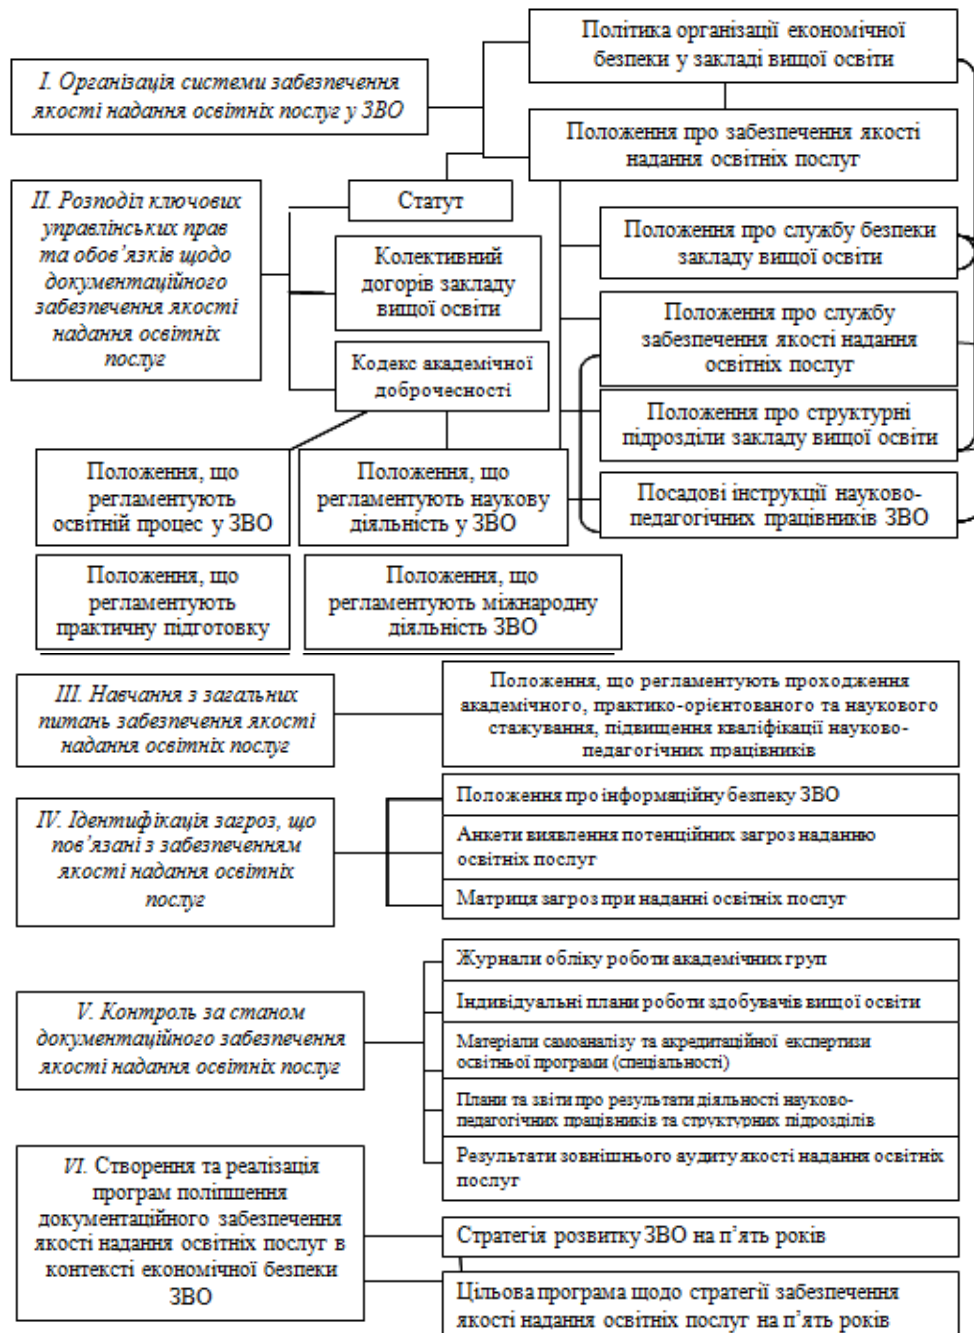 Політика організації економічної
безпеки у закладі вищої освіти
І. Організація системи забезпечення
якості надання освітніх послуг у ЗВО
Положення про забезпечення якості
надання освітніх послуг
ІІ. Розподіл ключових
управлінських прав
та обов’язків щодо
документаційного
забезпечення якості
надання освітніх
послуг
Статут
Колективний
догорів закладу
вищої освіти
Кодекс академічної
доброчесності
Положення про службу безпеки
закладу вищої освіти
Положення про службу
забезпечення якості надання
освітніх послуг
Положення про структурні
підрозділи закладу вищої освіти
Посадові інструкції науково-
педагогічних працівників ЗВО
Положення, що
регламентують
освітній процес у ЗВО
Положення, що
регламентують наукову
діяльність у ЗВО
Положення, що
регламентують
практичну підготовку
Положення, що
регламентують міжнародну
діяльність ЗВО
ІІІ. Навчання з загальних
питань забезпечення якості
надання освітніх послуг
Положення, що регламентують проходження
академічного, практико-орієнтованого та наукового
стажування, підвищення кваліфікації науково-
педагогічних працівників
IV. Ідентифікація загроз, що
пов’язані з забезпеченням
якості надання освітніх
послуг
Положення про інформаційну безпеку ЗВО
Анкети виявлення потенційних загроз наданню
освітніх послуг
Матриця загроз при наданні освітніх послуг
V. Контроль за станом
документаційного забезпечення
якості надання освітніх послуг
Журнали обліку роботи академічних груп
Індивідуальні плани роботи здобувачів вищої освіти
Матеріали самоаналізу та акредитаційної експертизи
освітньої програми (спеціальності)
Плани та звіти про результати діяльності науково-
педагогічних працівників та структурних підрозділів
Результати зовнішнього аудиту якості надання освітніх
послуг
VI. Створення та реалізація
програм поліпшення
документаційного забезпечення
якості надання освітніх послуг в
контексті економічної безпеки
ЗВО
Стратегія розвитку ЗВО на п’ять років
Цільова програма щодо стратегії забезпечення
якості надання освітніх послуг на п’ять років